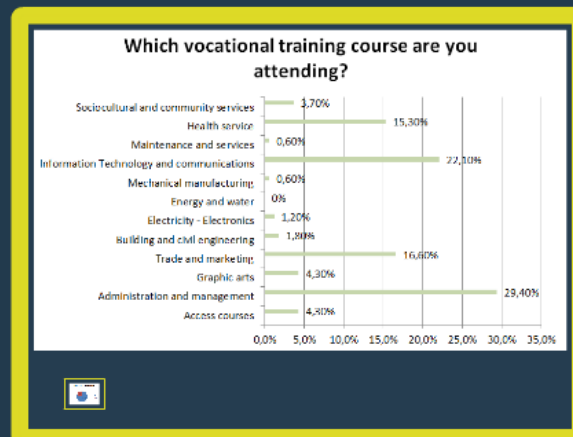 Which vocational training course are you
attending?
Sociocultural and community services 3,70%
Health service 15,30%
Maintenance and services 0,60%
Information Technology and communications 22,10%
Mechanical manufacturing 0,60%
Energy and water 0%
Electricity - Electronics 1,20%
Building and civil engineering 1,80%
Trade and marketing 16,60%
Graphic arts 4,30%
Administration and management 29,40%
Access courses 4,30%
0,0% 5,0% 10,0% 15,0% 20,0% 25,0% 30,0% 35,0%